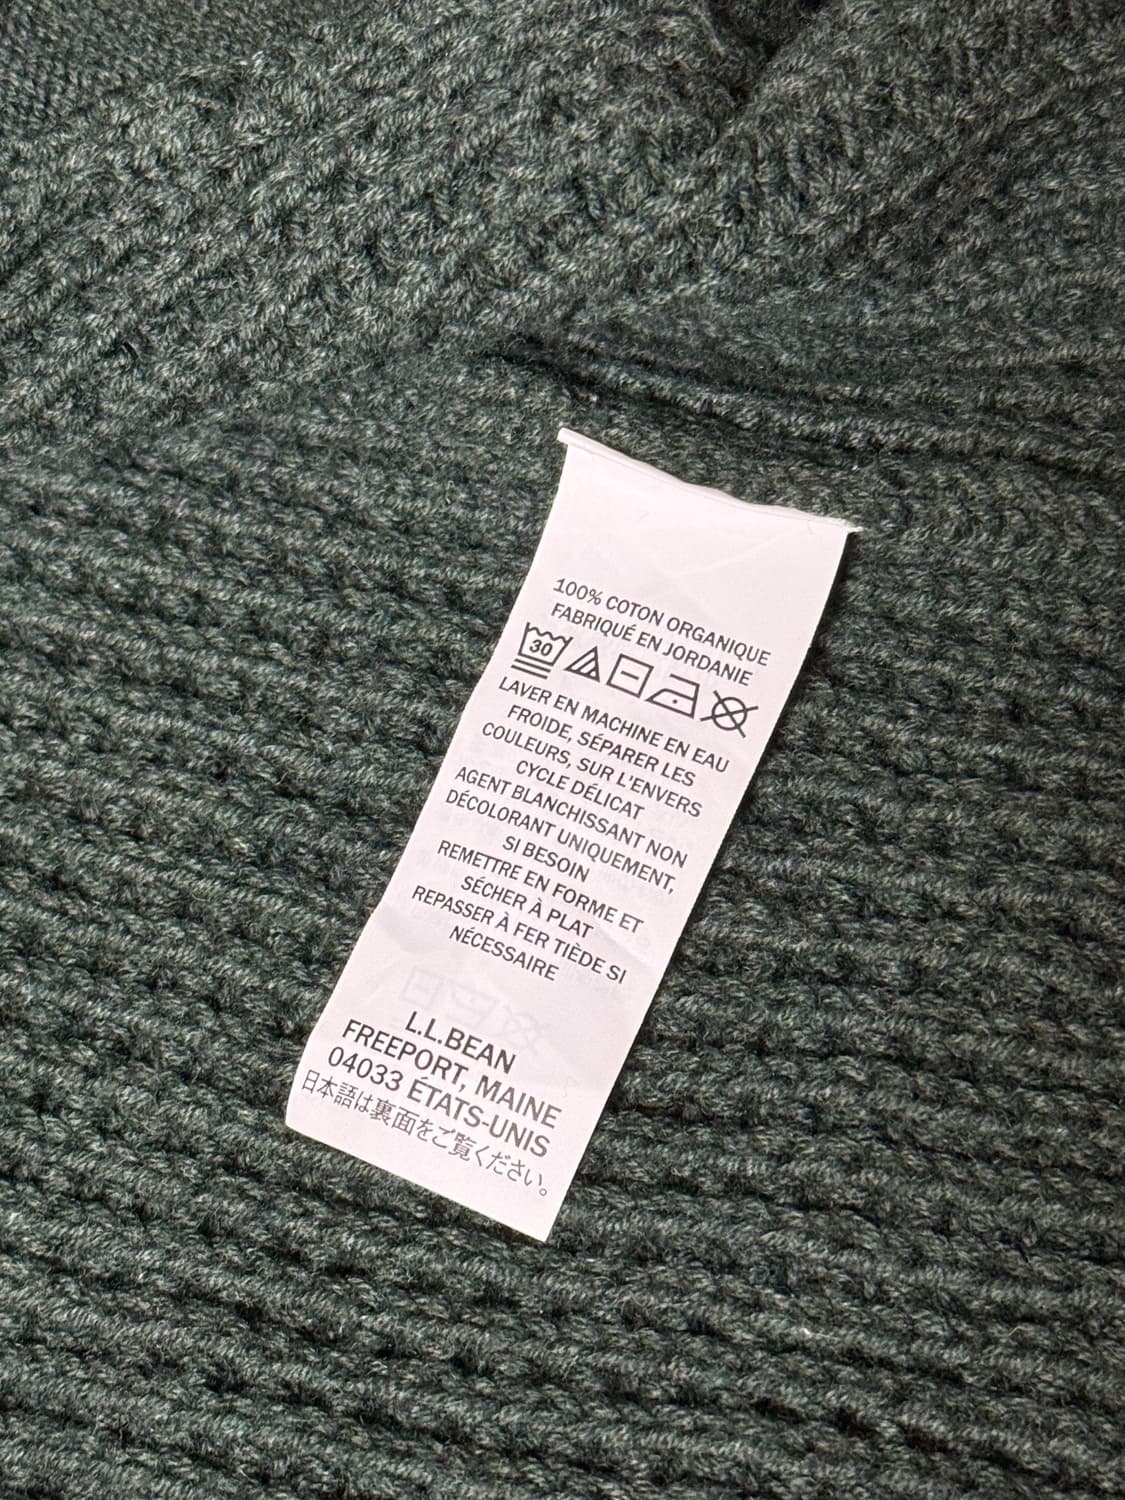 100% COTON ORGANIQUE
FABRIQUÉ EN JORDANIE
30
LAVER EN MACHINE EN EAU
FROIDE, SÉPARER LES
COULEURS, SUR L'ENVERS
CYCLE DÉLICAT
AGENT BLANCHISSANT NON
DÉCOLORANT UNIQUEMENT,
SI BESOIN
REMETTRE EN FORME ET
SÉCHER À PLAT
REPASSER À FER TIÈDE SI
NÉCESSAIRE
L.L.BEAN
FREEPORT, MAINE
04033 ÉTATS-UNIS
日本語は裏面をご覧ください。